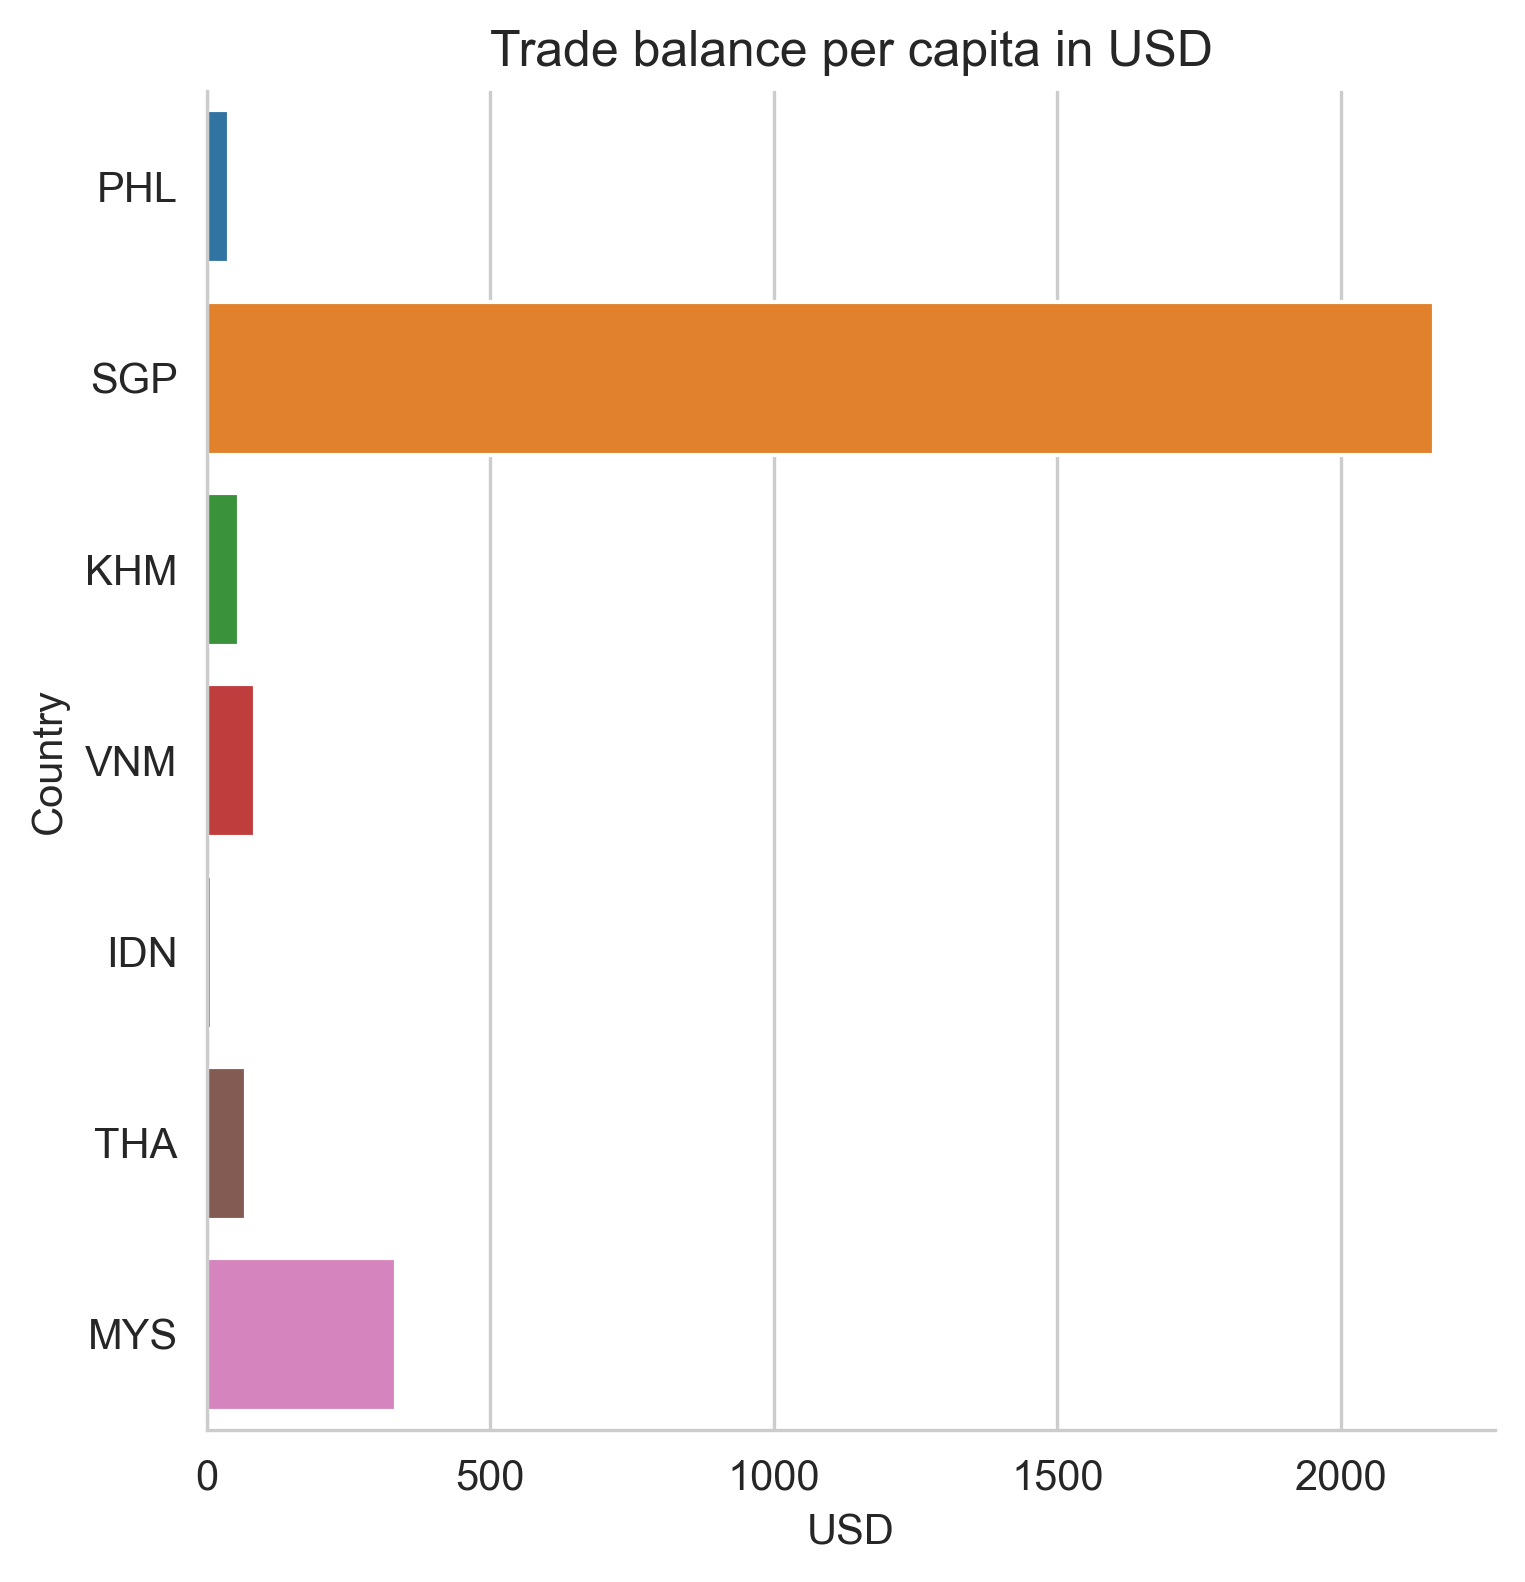 Trade balance per capita in USD
Country
PHL
SGP
KHM
VNM
IDN
THA
MYS
0 500 1000 1500 2000
USD